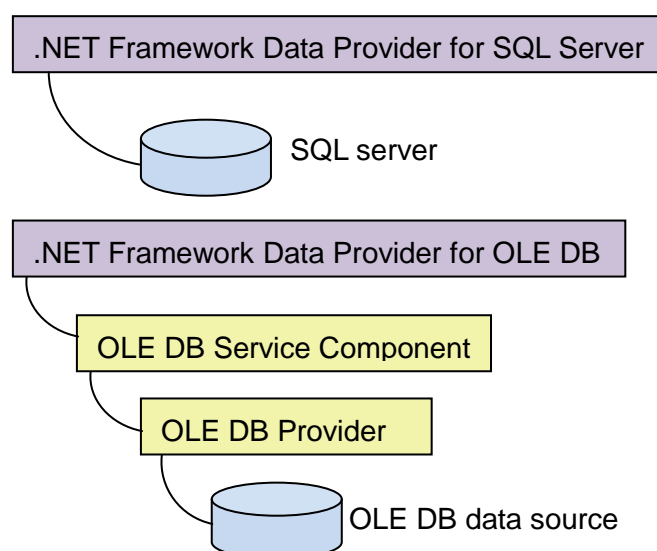 .NET Framework Data Provider for SQL Server
SQL server
.NET Framework Data Provider for OLE DB
OLE DB Service Component
OLE DB Provider
OLE DB data source